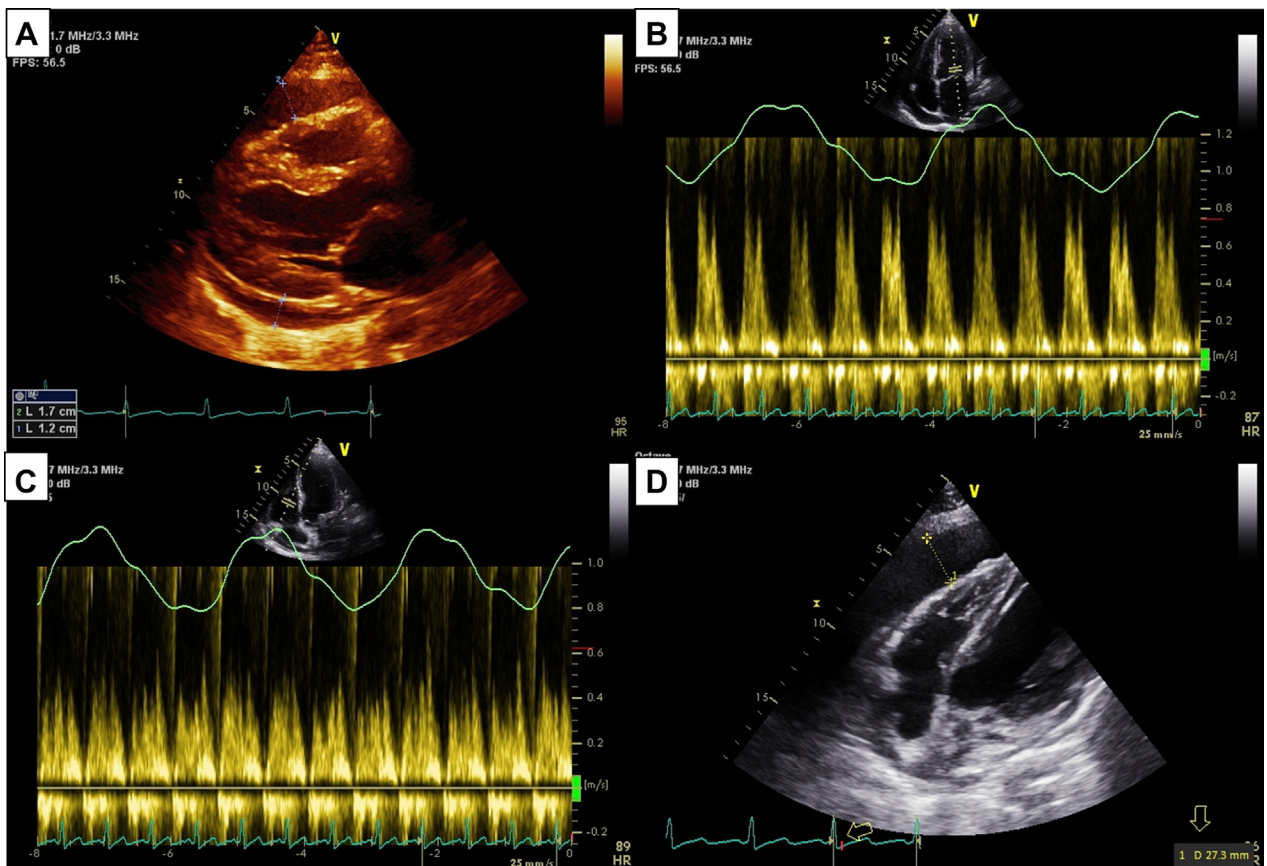 A
1.7 MHz/3.3 MHz
0 dB
FPS: 56.5
V
2
5
10
15
1
2 L 1.7 cm
1 L 1.2 cm
95
HR
B
7 MHz/3.3 MHz
0 dB
FPS: 56.5
V
5
10
15
1.2
1.0
0.8
0.6
0.4
0.2
[m/s]
-0.2
-8
-6
-4
-2
0
25 mm/s
87
HR
C
7 MHz/3.3 MHz
0 dB
V
5
10
15
1.0
0.8
0.6
0.4
0.2
[m/s]
-0.2
-8
-6
-4
-2
0
25 mm/s
89
HR
D
7 MHz/3.3 MHz
0 dB
V
5
10
15
1
1 D 27.3 mm